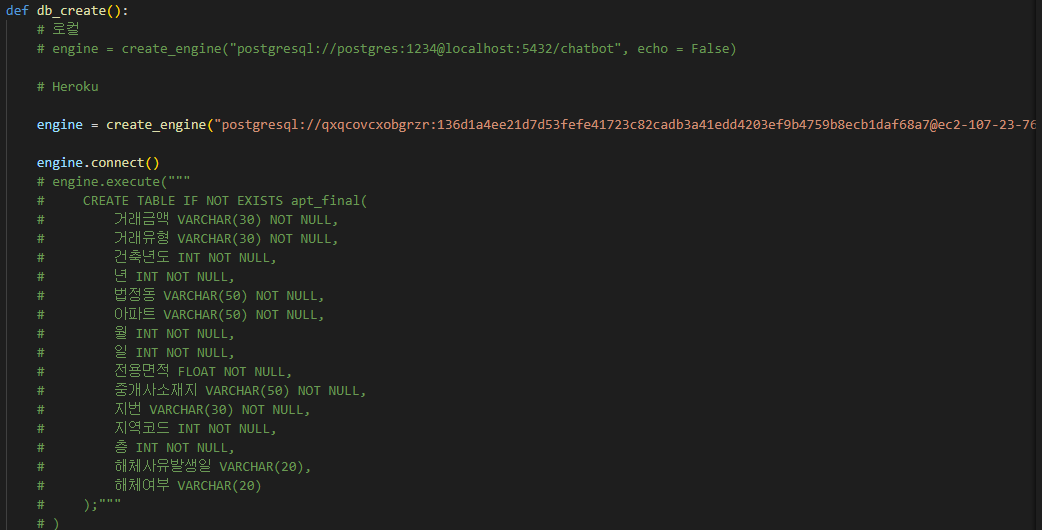 def db_create():
# 로컬
# engine = create_engine("postgresql://postgres:1234@localhost:5432/chatbot", echo = False)
# Heroku
engine = create_engine("postgresql://qxqcovcxobgrzr:136d1a4ee21d7d53fefe41723c82cadb3a41edd4203ef9b4759b8ecb1daf68a7@ec2-107-23-76
engine.connect()
# engine.execute("""
# CREATE TABLE IF NOT EXISTS apt_final(
# 거래금액 VARCHAR(30) NOT NULL,
# 거래유형 VARCHAR(30) NOT NULL,
# 건축년도 INT NOT NULL,
# 년 INT NOT NULL,
# 법정동 VARCHAR(50) NOT NULL,
# 아파트 VARCHAR(50) NOT NULL,
# 월 INT NOT NULL,
# 일 INT NOT NULL,
# 전용면적 FLOAT NOT NULL,
# 중개사소재지 VARCHAR(50) NOT NULL,
# 지번 VARCHAR(30) NOT NULL,
# 지역코드 INT NOT NULL,
# 층 INT NOT NULL,
# 해체사유발생일 VARCHAR(20),
# 해체여부 VARCHAR(20)
# );"""
# )